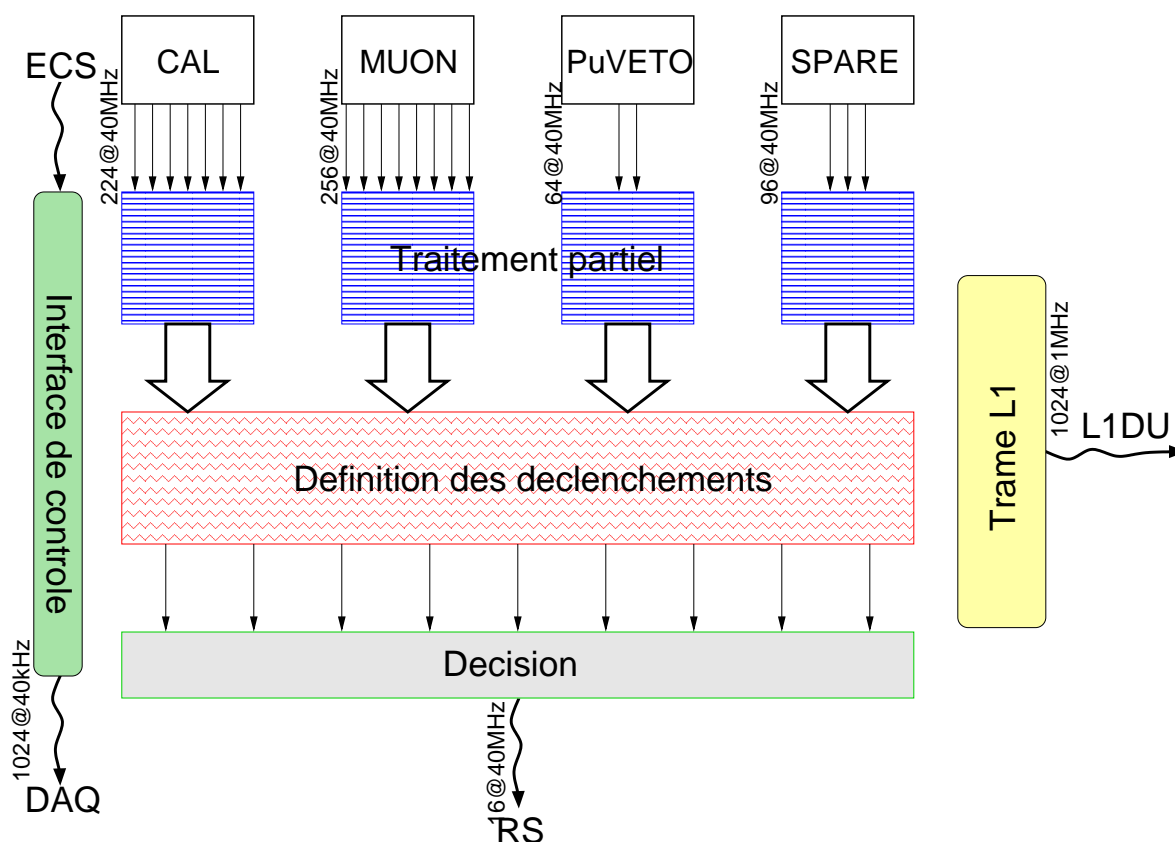 ECS
CAL
MUON
PuVETO
SPARE
224@40MHz
256@40MHz
64@40MHz
96@40MHz
Traitement partiel
Interface de controle
Trame L1
1024@1MHz
L1DU
Definition des declenchements
Decision
1024@40kHz
DAQ
16@40MHz
RS